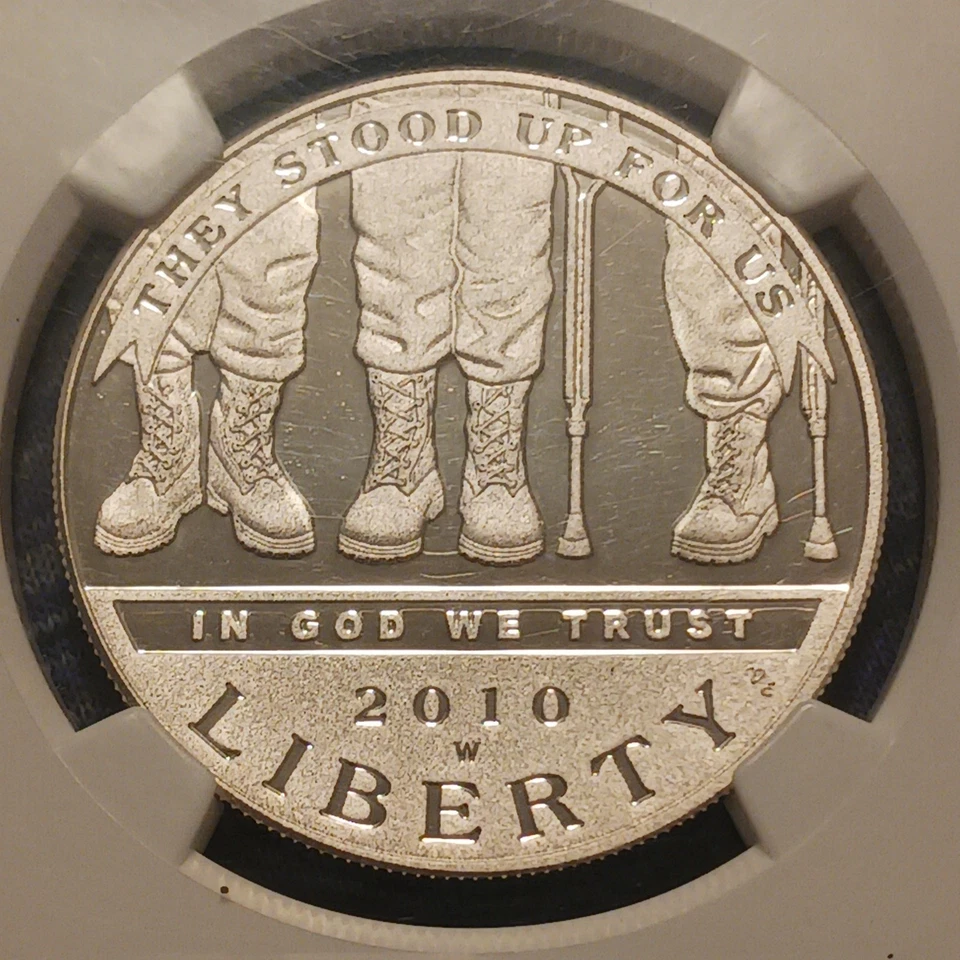 THEY STOOD UP FOR US
IN GOD WE TRUST
2010
W
LIBERTY